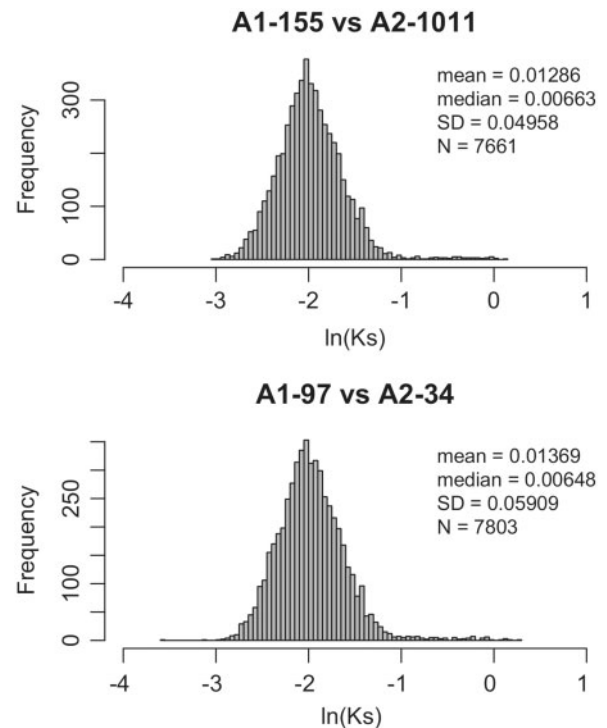 A1-155 vs A2-1011
mean = 0.01286
median = 0.00663
SD = 0.04958
N = 7661
Frequency
300
100
0
-4 -3 -2 -1 0 1
ln(Ks)
A1-97 vs A2-34
mean = 0.01369
median = 0.00648
SD = 0.05909
N = 7803
Frequency
250
100
0
-4 -3 -2 -1 0 1
ln(Ks)